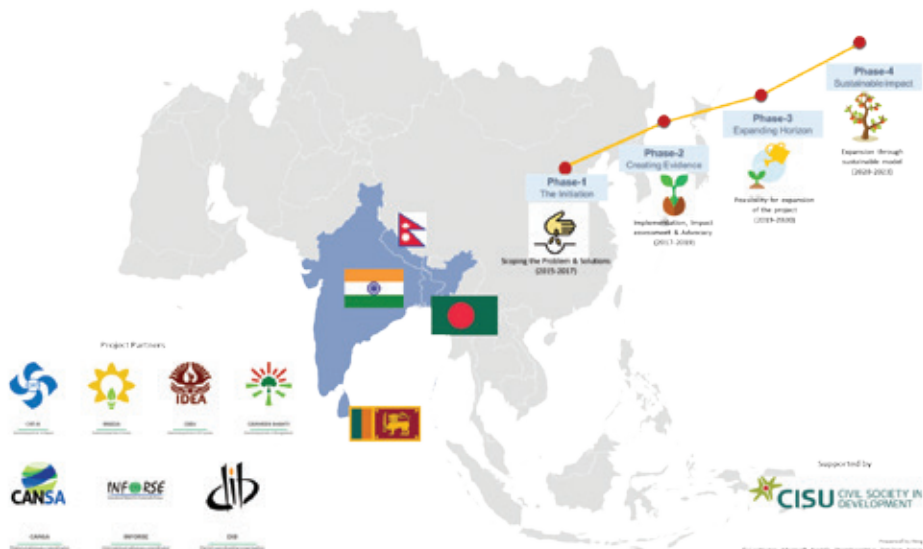 Phase-4
Sustainable Impact
Expansion through
sustainable model
(2020-2023)
Phase-3
Expanding Horizon
Feasibility for expansion
of the project
(2019-2020)
Phase-2
Creating Evidence
Implementation, Impact
assessment & Advocacy
(2017-2019)
Phase-1
The Initiation
Scoping the Problem & Solutions
(2015-2017)
Project Partners
IDEA
CANSA
INFORSE
dib
CANSA
INFORSE
DIB
Supported by
CISU CIVIL SOCIETY IN
DEVELOPMENT